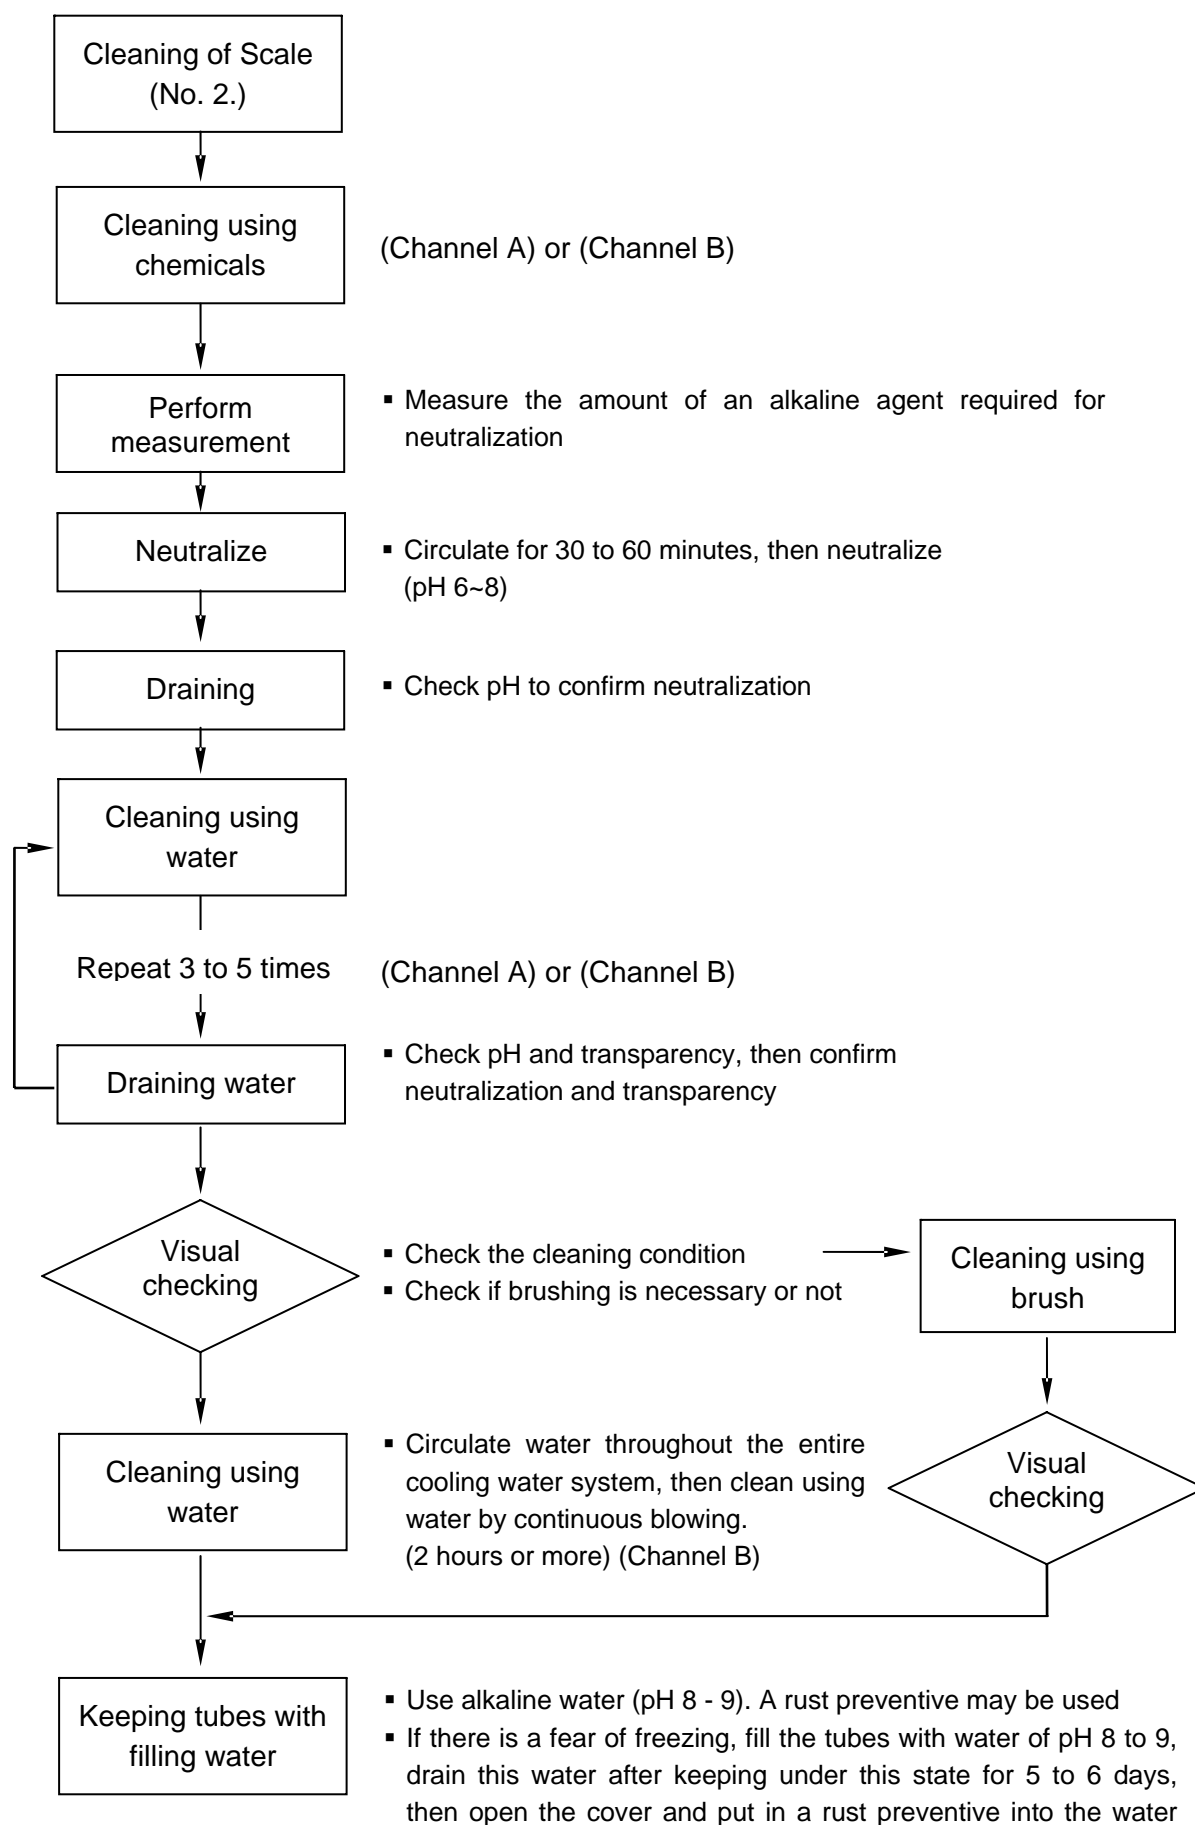 Cleaning of Scale
(No. 2.)
Cleaning using
chemicals
(Channel A) or (Channel B)
Perform
measurement
▪ Measure the amount of an alkaline agent required for
neutralization
Neutralize
▪ Circulate for 30 to 60 minutes, then neutralize
(pH 6~8)
Draining
▪ Check pH to confirm neutralization
Cleaning using
water
Repeat 3 to 5 times
(Channel A) or (Channel B)
Draining water
▪ Check pH and transparency, then confirm
neutralization and transparency
Visual
checking
▪ Check the cleaning condition
▪ Check if brushing is necessary or not
Cleaning using
brush
Cleaning using
water
▪ Circulate water throughout the entire
cooling water system, then clean using
water by continuous blowing.
(2 hours or more) (Channel B)
Visual
checking
Keeping tubes with
filling water
▪ Use alkaline water (pH 8 - 9). A rust preventive may be used
▪ If there is a fear of freezing, fill the tubes with water of pH 8 to 9,
drain this water after keeping under this state for 5 to 6 days,
then open the cover and put in a rust preventive into the water